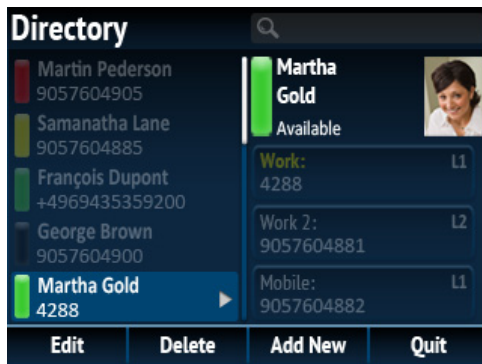 Directory
Martin Pederson
9057604905
Samanatha Lane
9057604885
François Dupont
+4969435359200
George Brown
9057604900
Martha Gold
4288
Martha
Gold
Available
Work: L1
4288
Work 2: L2
9057604881
Mobile: L1
9057604882
Edit Delete Add New Quit